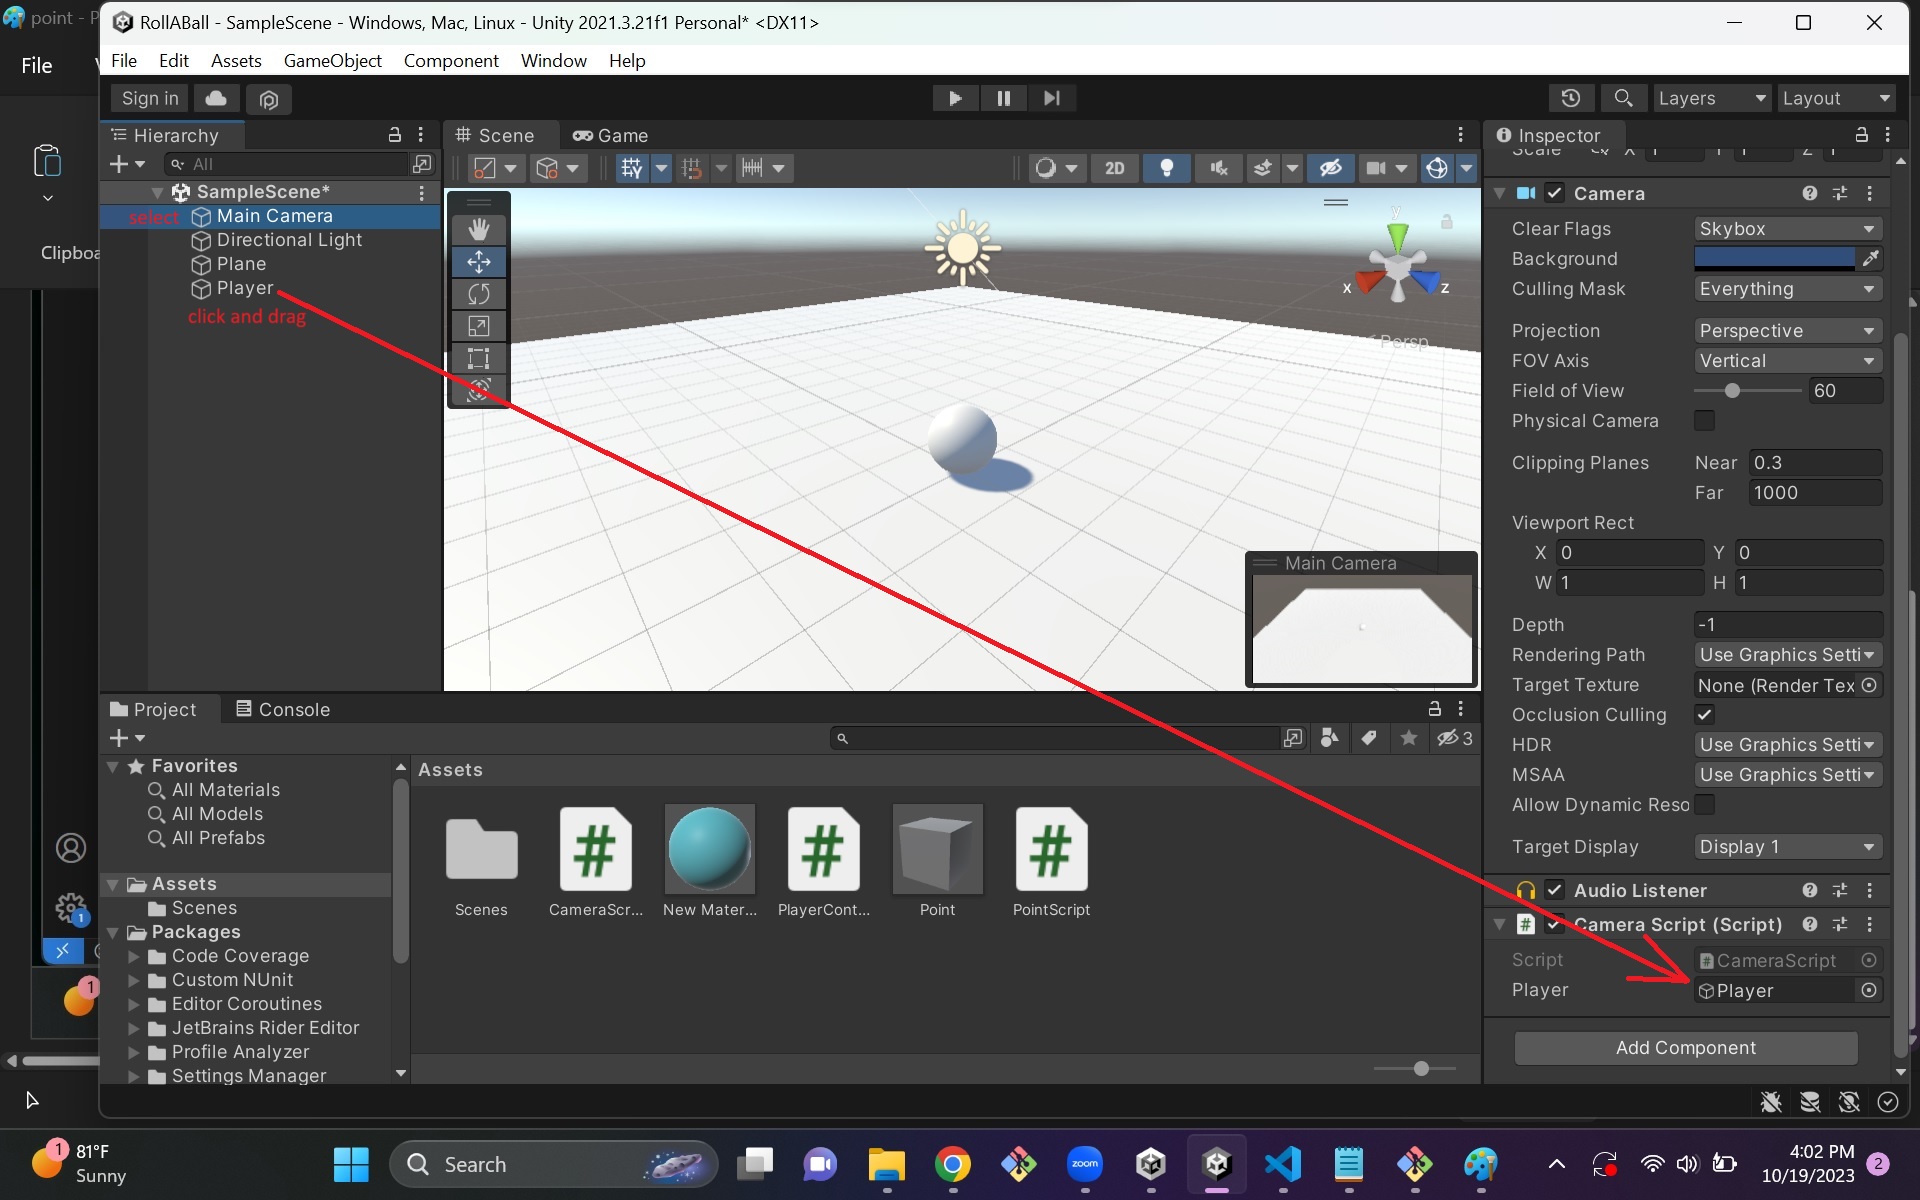 point - P
RollABall - SampleScene - Windows, Mac, Linux - Unity 2021.3.21f1 Personal* <DX11>
File
File Edit Assets GameObject Component Window Help
Sign in
Layers
Layout
Clipboa
Hierarchy
All
SampleScene*
select
Main Camera
Directional Light
Plane
Player
click and drag
Scene
Game
2D
y
x
z
Persp
Main Camera
Inspector
Scale
X 1 Y 1 Z 1
Camera
Clear Flags Skybox
Background
Culling Mask Everything
Projection Perspective
FOV Axis Vertical
Field of View 60
Physical Camera
Clipping Planes Near 0.3
Far 1000
Viewport Rect
X 0 Y 0
W 1 H 1
Depth -1
Rendering Path Use Graphics Setti
Target Texture None (Render Tex
Occlusion Culling
HDR Use Graphics Setti
MSAA Use Graphics Setti
Allow Dynamic Reso
Target Display Display 1
Audio Listener
# Camera Script (Script)
Script # CameraScript
Player Player
Add Component
Project
Console
3
Favorites
All Materials
All Models
All Prefabs
Assets
Scenes
Packages
Code Coverage
Custom NUnit
Editor Coroutines
JetBrains Rider Editor
Profile Analyzer
Settings Manager
Assets
# # #
Scenes CameraScr... New Mater... PlayerCont... Point PointScript
1
1
1
81°F
Sunny
Search
zoom
4:02 PM
10/19/2023
2